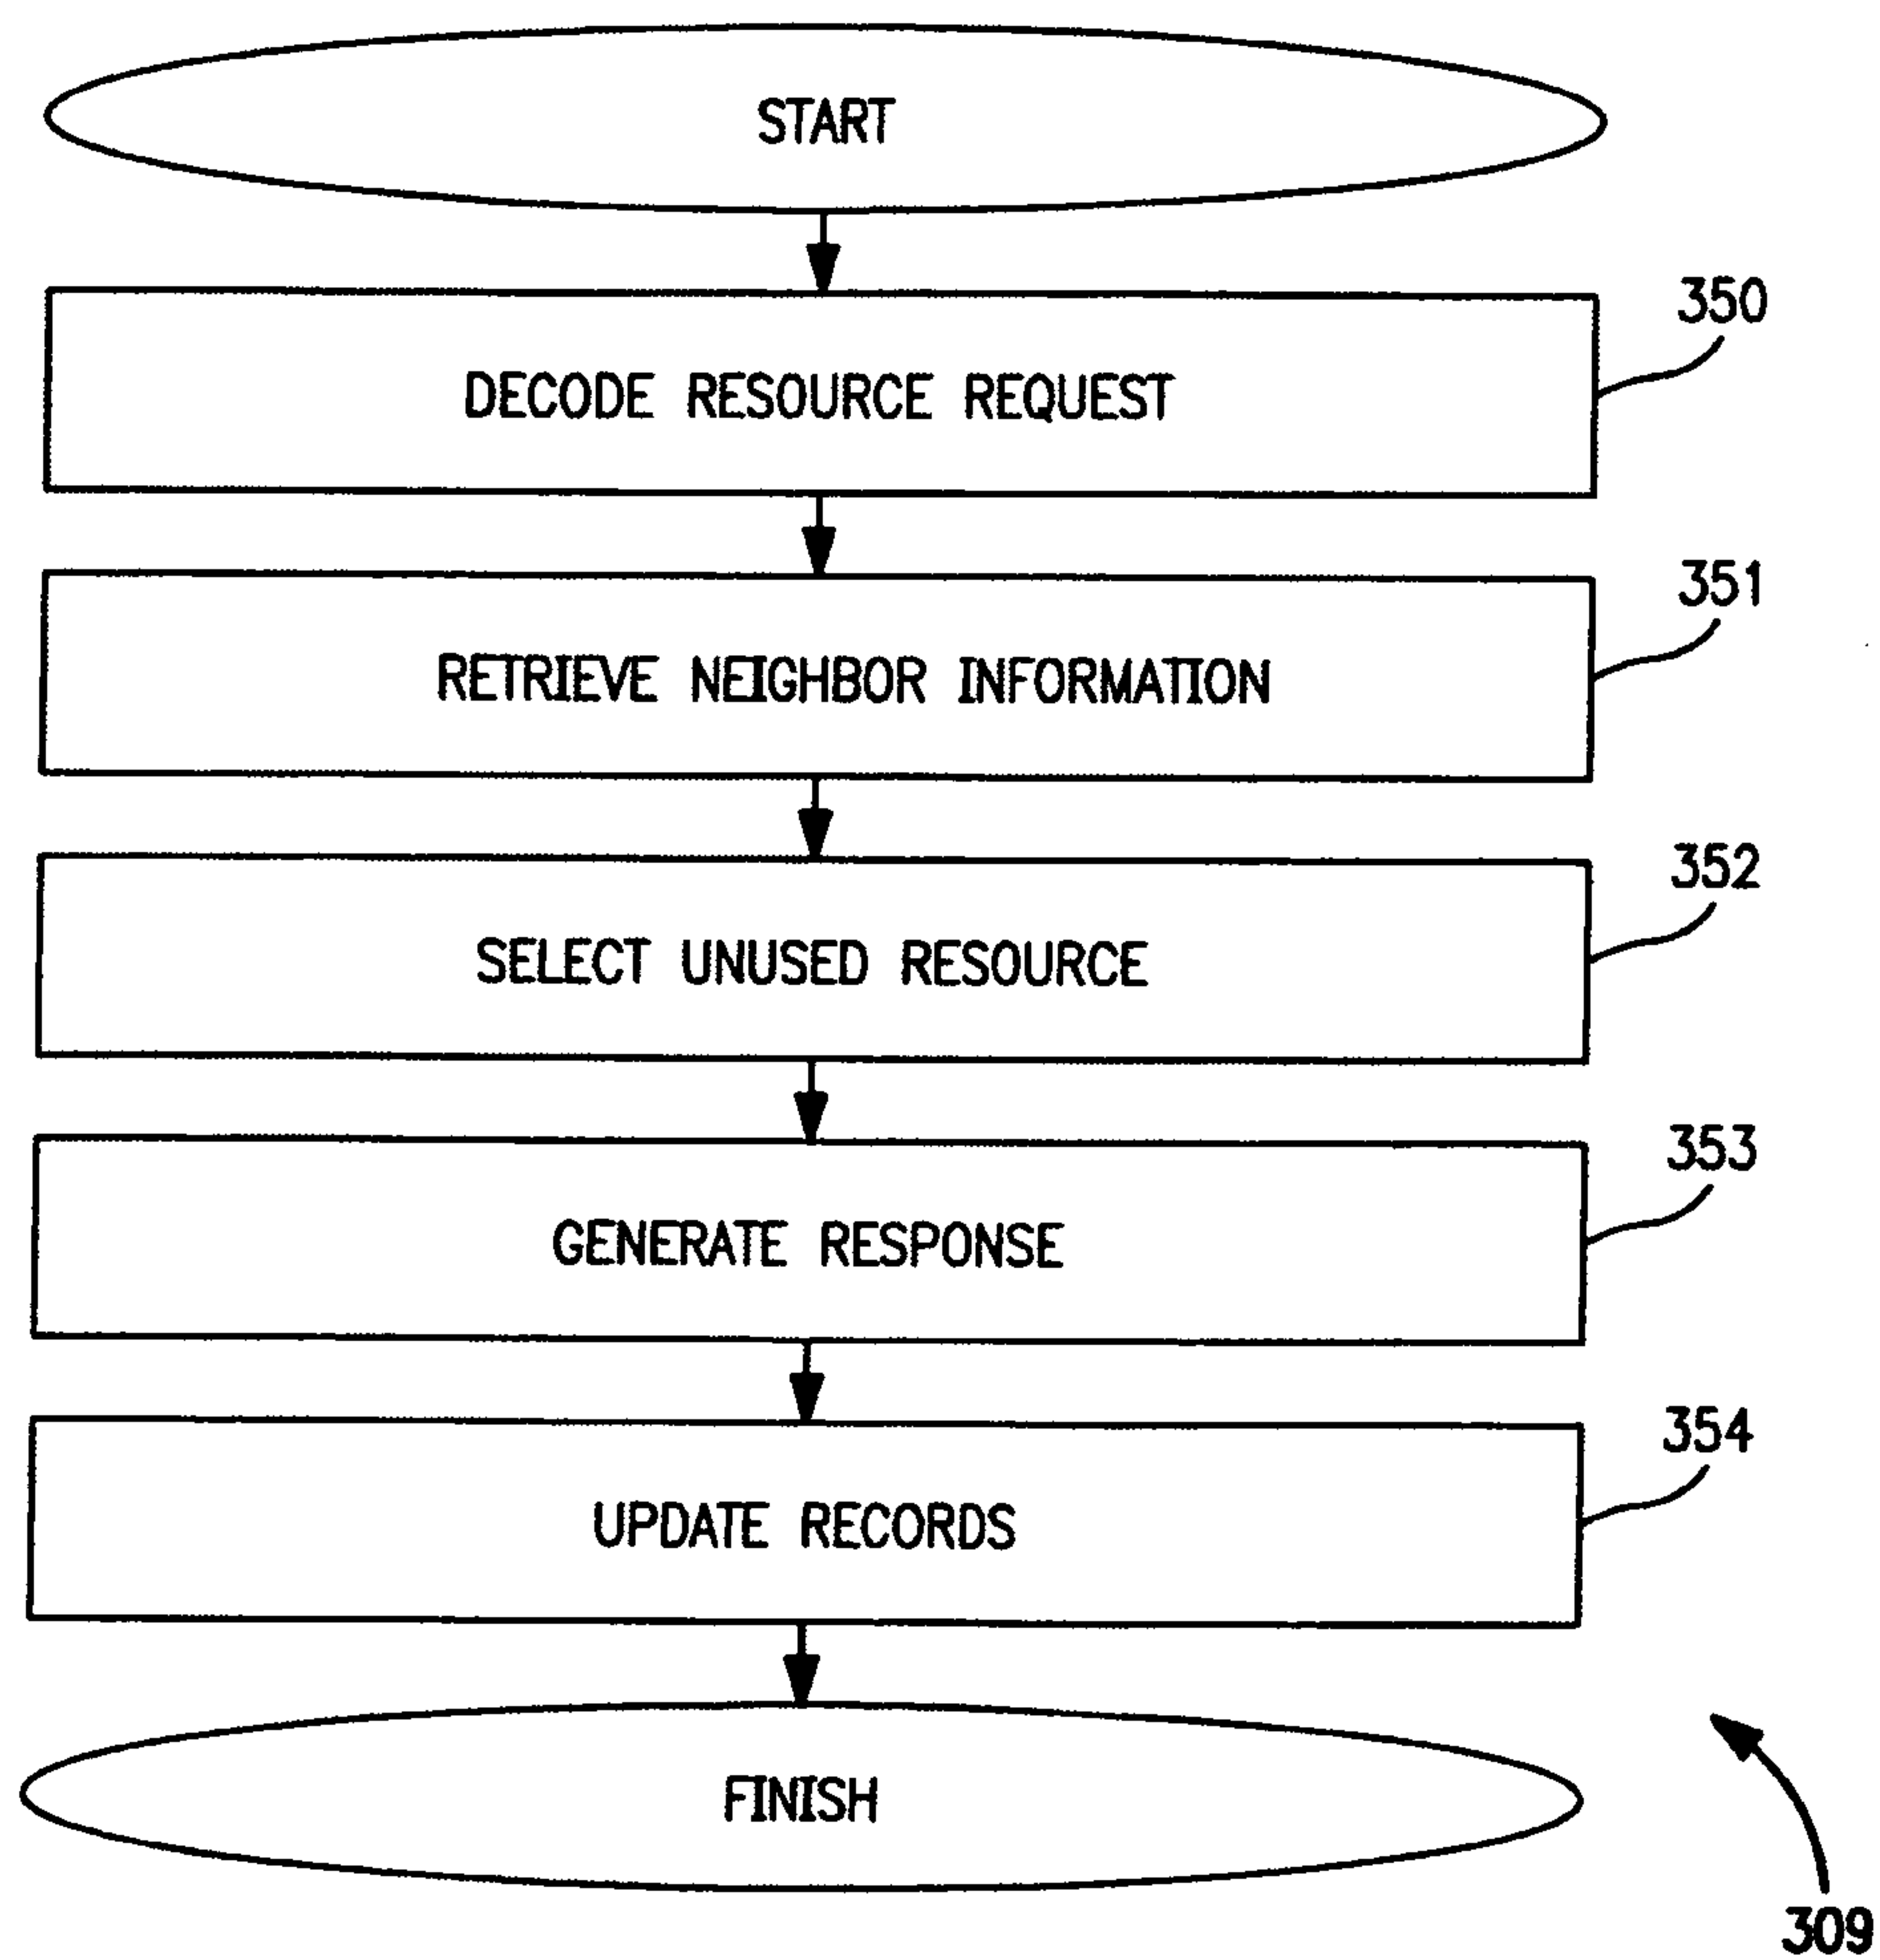 START
350
DECODE RESOURCE REQUEST
351
RETRIEVE NEIGHBOR INFORMATION
352
SELECT UNUSED RESOURCE
353
GENERATE RESPONSE
354
UPDATE RECORDS
FINISH
309